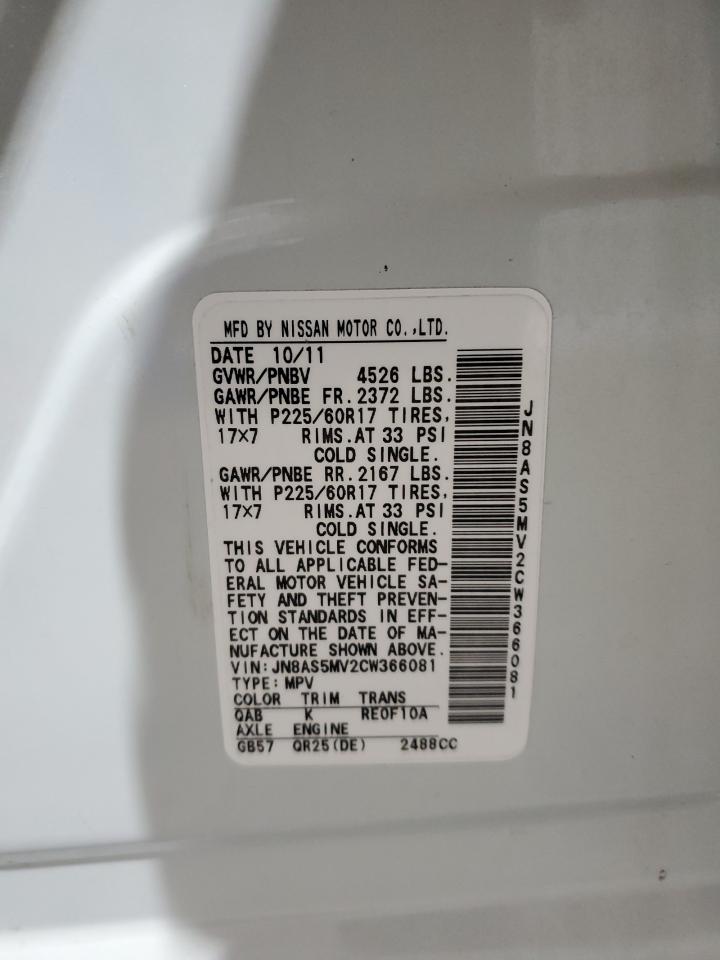 MFD BY NISSAN MOTOR CO.,LTD.
DATE 10/11
GVWR/PNBV 4526 LBS.
GAWR/PNBE FR. 2372 LBS.
WITH P225/60R17 TIRES,
17×7 RIMS.AT 33 PSI
COLD SINGLE.
GAWR/PNBE RR. 2167 LBS.
WITH P225/60R17 TIRES,
17×7 RIMS.AT 33 PSI
COLD SINGLE.
THIS VEHICLE CONFORMS
TO ALL APPLICABLE FED-
ERAL MOTOR VEHICLE SA-
FETY AND THEFT PREVEN-
TION STANDARDS IN EFF-
ECT ON THE DATE OF MA-
NUFACTURE SHOWN ABOVE.
VIN: JN8AS5MV2CW366081
TYPE: MPV
COLOR TRIM TRANS
QAB K RE0F10A
AXLE ENGINE
GB57 QR25(DE) 2488CC
JN8AS5MV2CW366081